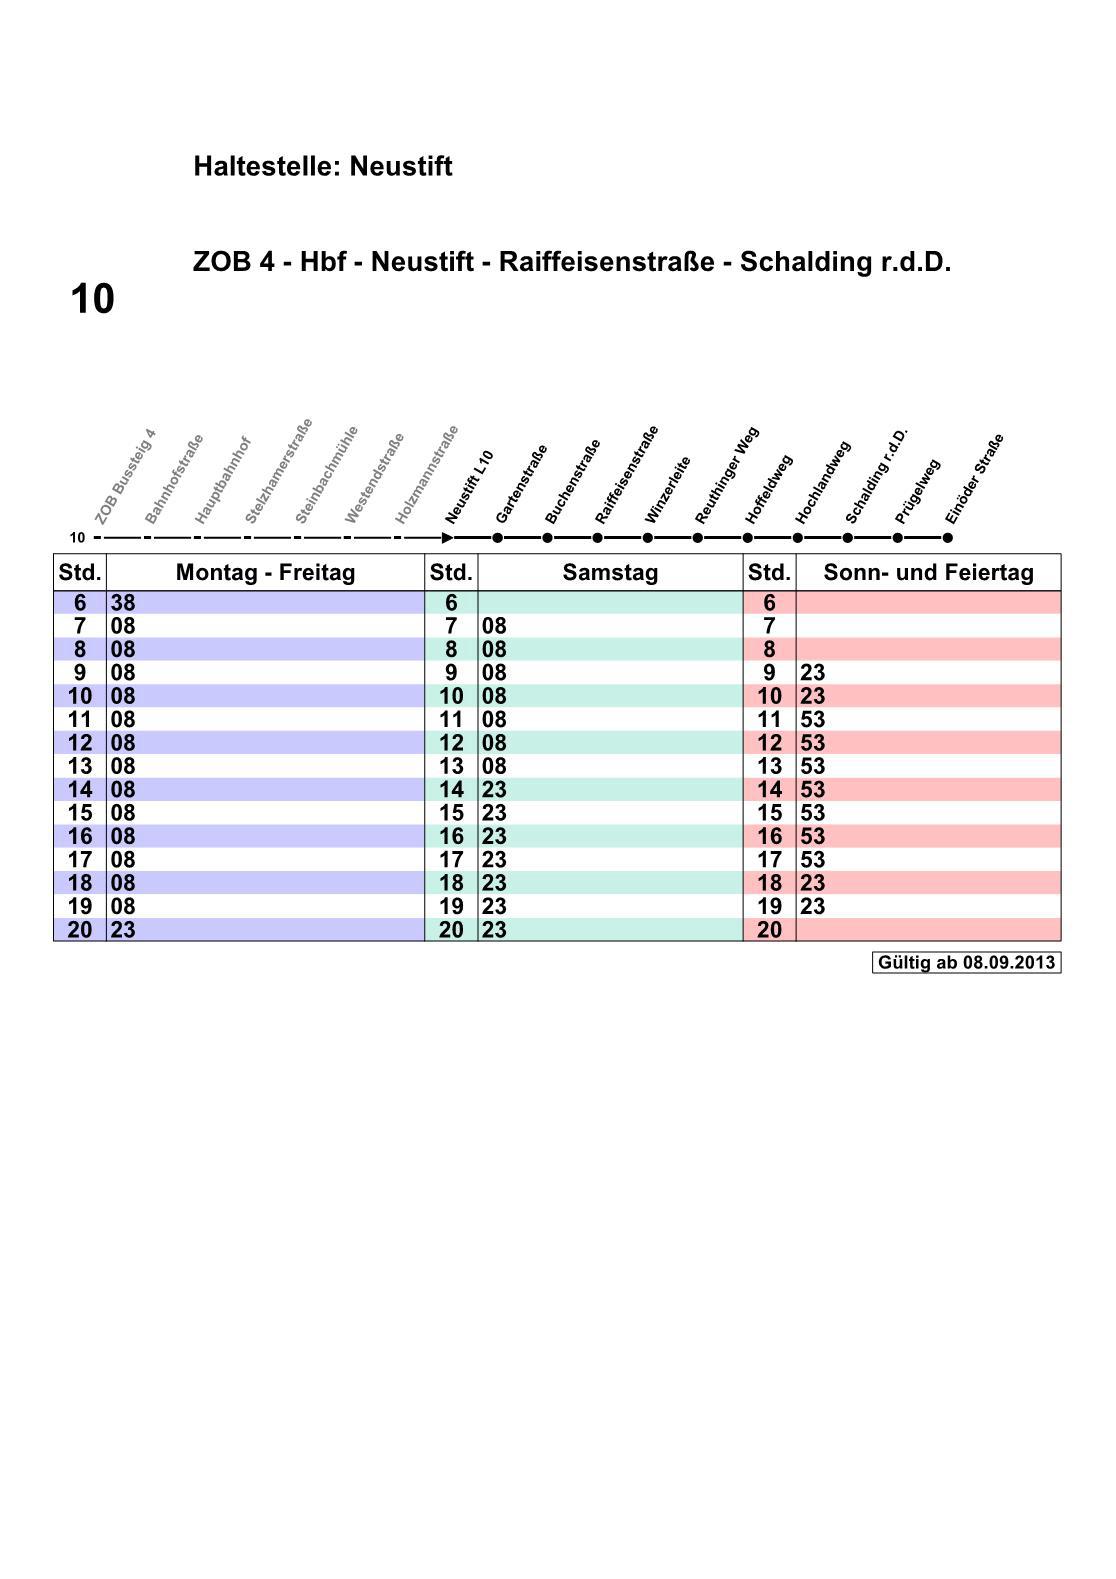 Haltestelle: Neustift
ZOB 4 - Hbf - Neustift - Raiffeisenstraße - Schalding r.d.D.
10
ZOB Bussteig 4
Bahnhofstraße
Hauptbahnhof
Stelzhamerstraße
Steinbachmühle
Westendstraße
Holzmannstraße
Neustift L10
Gartenstraße
Buchenstraße
Raiffeisenstraße
Winzerleite
Reuthinger Weg
Hoffeldweg
Hochlandweg
Schalding r.d.D.
Prügelweg
Einöder Straße
10
Std. Montag - Freitag Std. Samstag Std. Sonn- und Feiertag
6 38 6 6
7 08 7 08 7
8 08 8 08 8
9 08 9 08 9 23
10 08 10 08 10 23
11 08 11 08 11 53
12 08 12 08 12 53
13 08 13 08 13 53
14 08 14 23 14 53
15 08 15 23 15 53
16 08 16 23 16 53
17 08 17 23 17 53
18 08 18 23 18 23
19 08 19 23 19 23
20 23 20 23 20
Gültig ab 08.09.2013